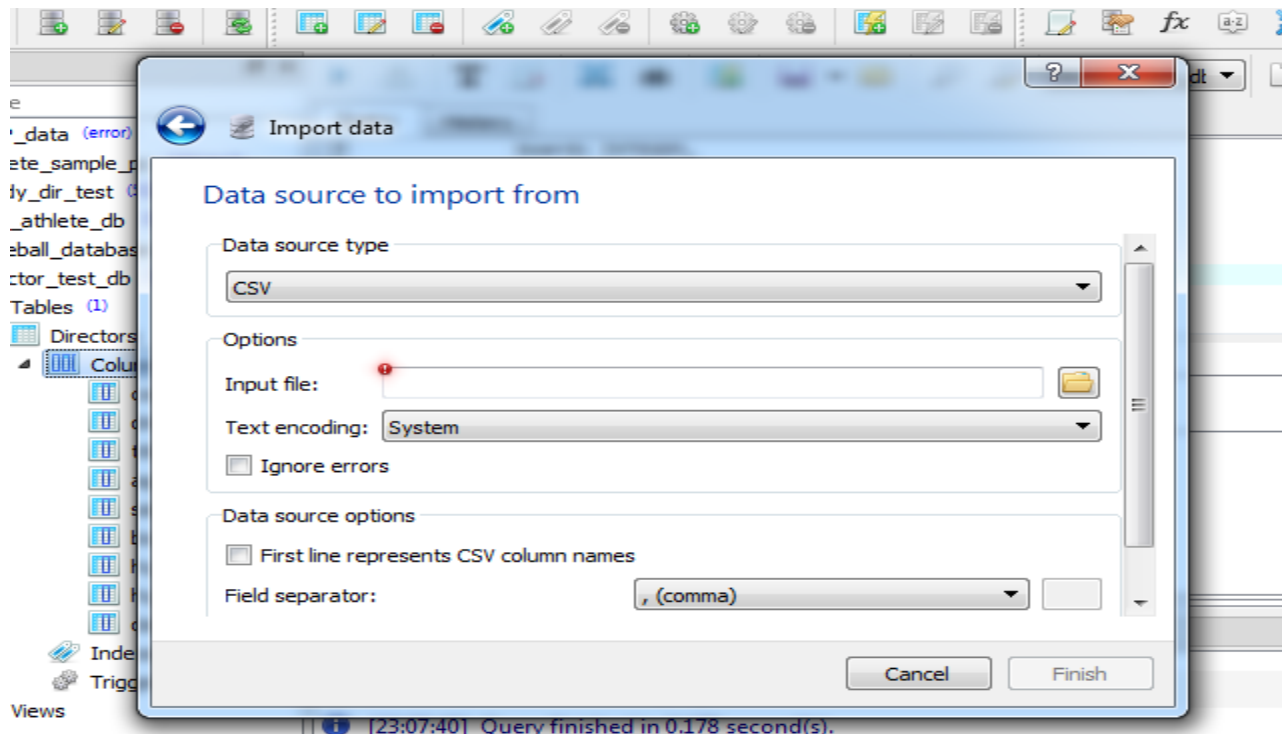 fx
a-z
?
x
dt
e
_data (error)
Import data
ete_sample_p
dy_dir_test
_athlete_db
Data source to import from
eball_databas
Data source type
ctor_test_db
CSV
Tables (1)
Directors
Options
Colu
Input file:
Text encoding: System
Ignore errors
Data source options
First line represents CSV column names
Field separator: , (comma)
Inde
Trigg
Cancel Finish
Views
[23:07:40] Query finished in 0.178 second(s).